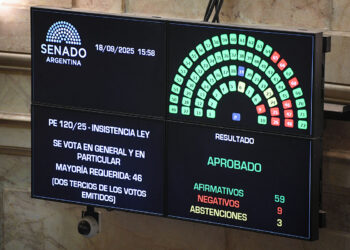 SENADO
ARGENTINA
18/09/2025 15:58
PE 120/25 - INSISTENCIA LEY
SE VOTA EN GENERAL Y EN
PARTICULAR
MAYORÍA REQUERIDA: 46
(DOS TERCIOS DE LOS VOTOS
EMITIDOS)
RESULTADO
APROBADO
AFIRMATIVOS 59
NEGATIVOS 9
ABSTENCIONES 3